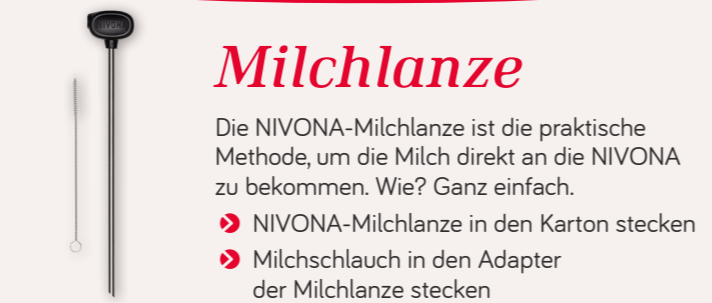 NIVONA
Milchlanze
Die NIVONA-Milchlanze ist die praktische
Methode, um die Milch direkt an die NIVONA
zu bekommen. Wie? Ganz einfach.
NIVONA-Milchlanze in den Karton stecken
Milchschlauch in den Adapter
der Milchlanze stecken